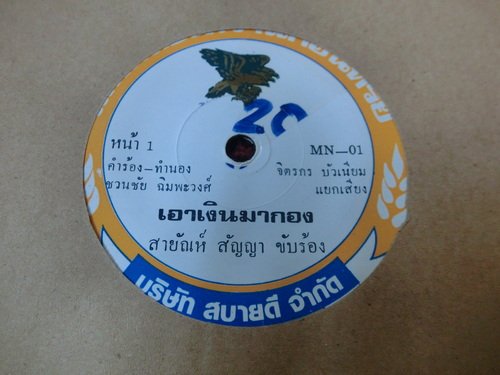 2C
หน้า 1
MN—01
คำร้อง—ทำนอง
จิตรกร บัวเนียม
ชวนชัย ฉิมพะวงศ์
แยกเสียง
เอาเงินมากอง
สายัณห์ สัญญา ขับร้อง
บริษัท สบายดี จำกัด